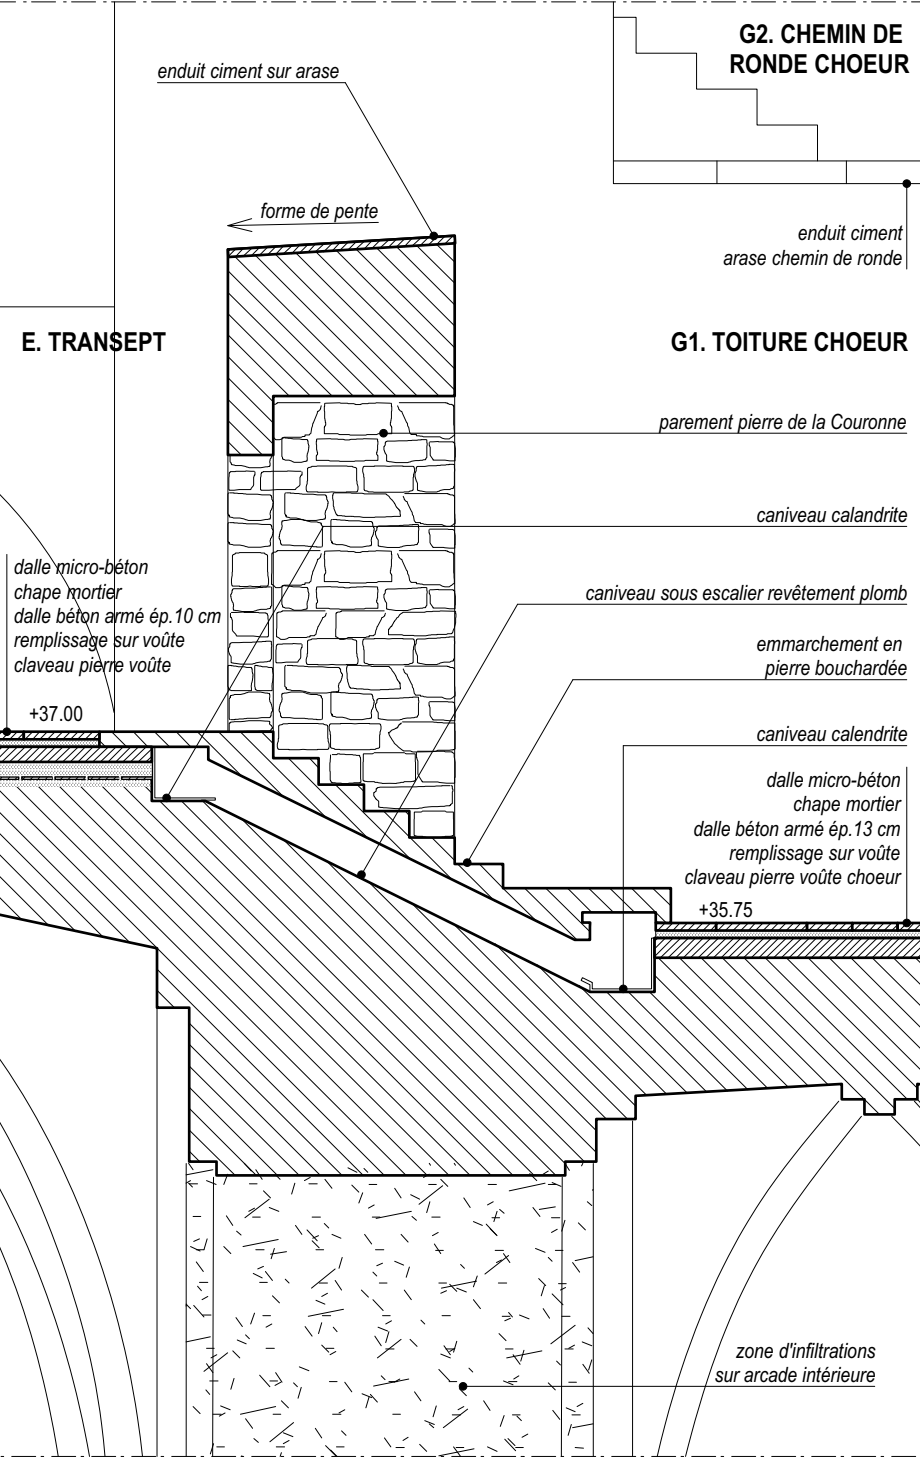 G2. CHEMIN DE
RONDE CHOEUR
enduit ciment sur arase
forme de pente
enduit ciment
arase chemin de ronde
E. TRANSEPT
G1. TOITURE CHOEUR
parement pierre de la Couronne
caniveau calandrite
dalle micro-béton
chape mortier
dalle béton armé ép.10 cm
remplissage sur voûte
claveau pierre voûte
+37.00
caniveau sous escalier revêtement plomb
emmarchement en
pierre bouchardée
caniveau calendrite
dalle micro-béton
chape mortier
dalle béton armé ép.13 cm
remplissage sur voûte
claveau pierre voûte choeur
+35.75
zone d'infiltrations
sur arcade intérieure